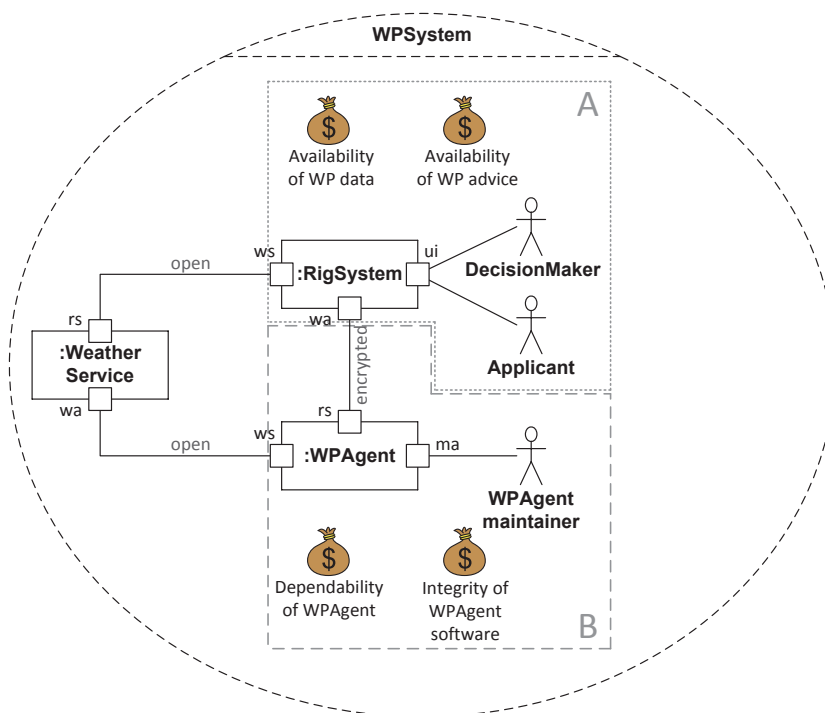 WPSystem
A
$
$
Availability
of WP data
Availability
of WP advice
ws
ui
:RigSystem
DecisionMaker
open
rs
wa
:Weather
Service
encrypted
Applicant
wa
rs
open
ws
ma
:WPAgent
WPAgent
maintainer
$
$
Dependability
of WPAgent
Integrity of
WPAgent
software
B